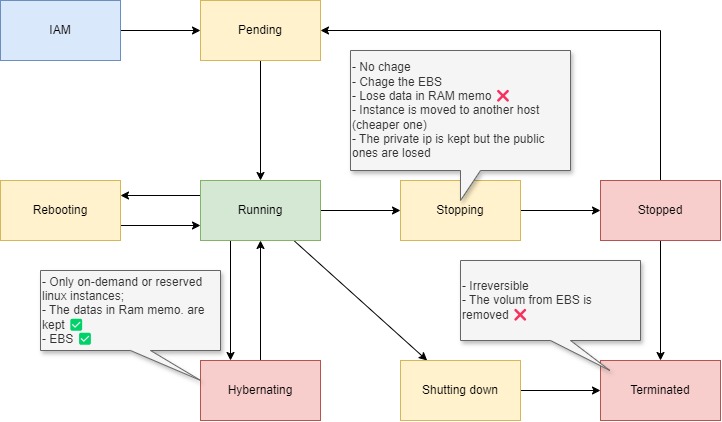 IAM
Pending
- No chage
- Chage the EBS
- Lose data in RAM memo ❌
- Instance is moved to another host
(cheaper one)
- The private ip is kept but the public
ones are losed
Rebooting
Running
Stopping
Stopped
- Only on-demand or reserved
linux instances;
- The datas in Ram memo. are
kept ✅
- EBS ✅
- Irreversible
- The volum from EBS is
removed ❌
Hybernating
Shutting down
Terminated